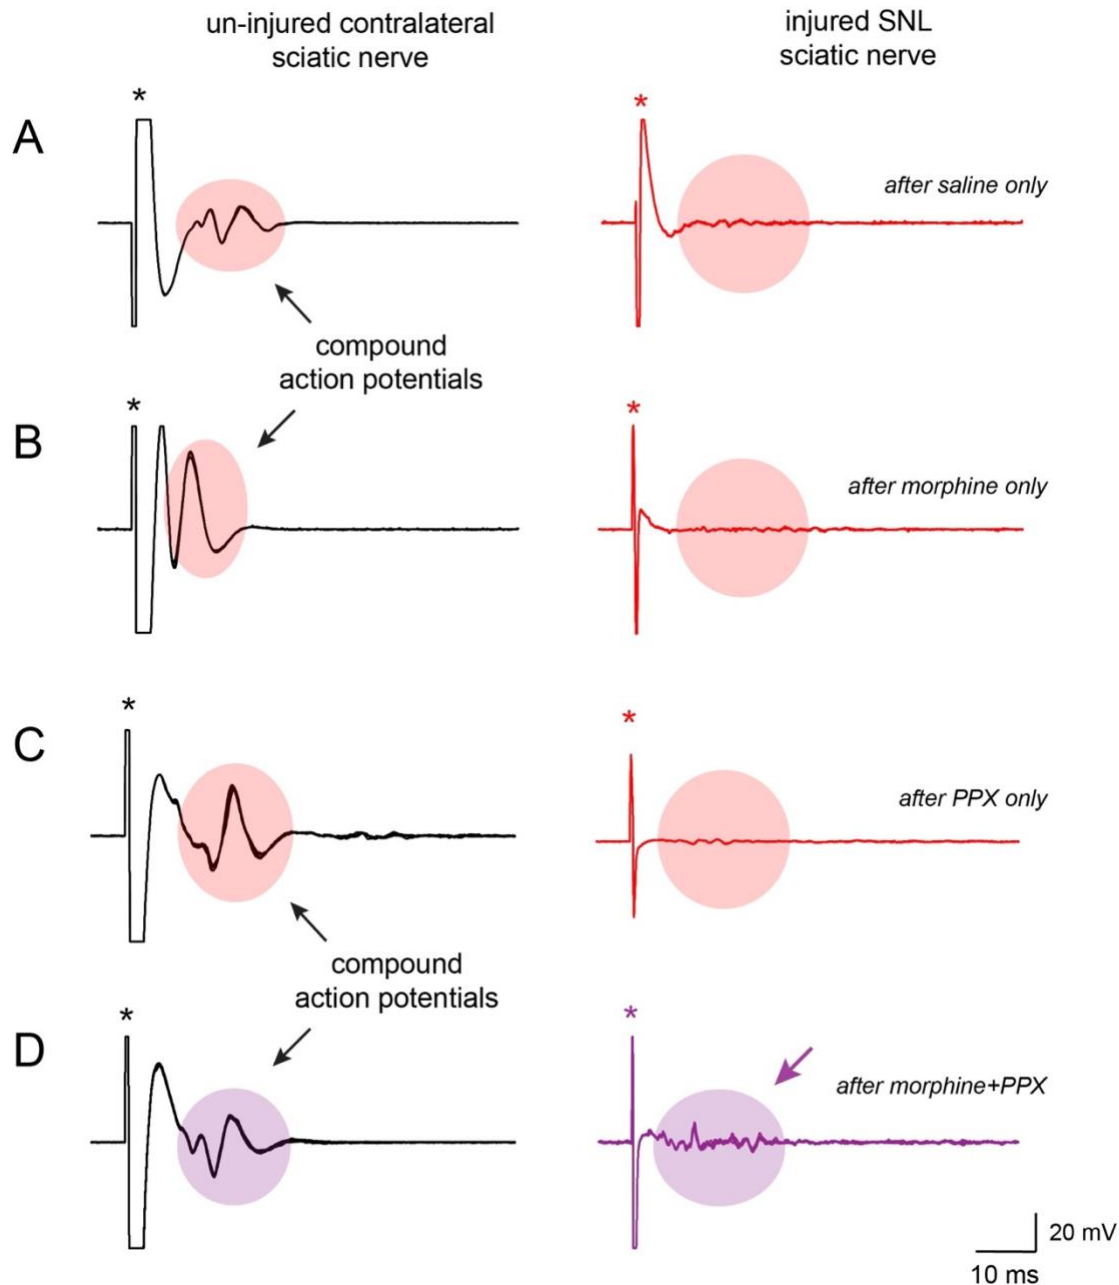 un-injured contralateral
sciatic nerve
injured SNL
sciatic nerve
A
*
*
after saline only
compound
action potentials
B
*
*
after morphine only
C
*
*
after PPX only
compound
action potentials
D
*
*
after morphine+PPX
20 mV
10 ms